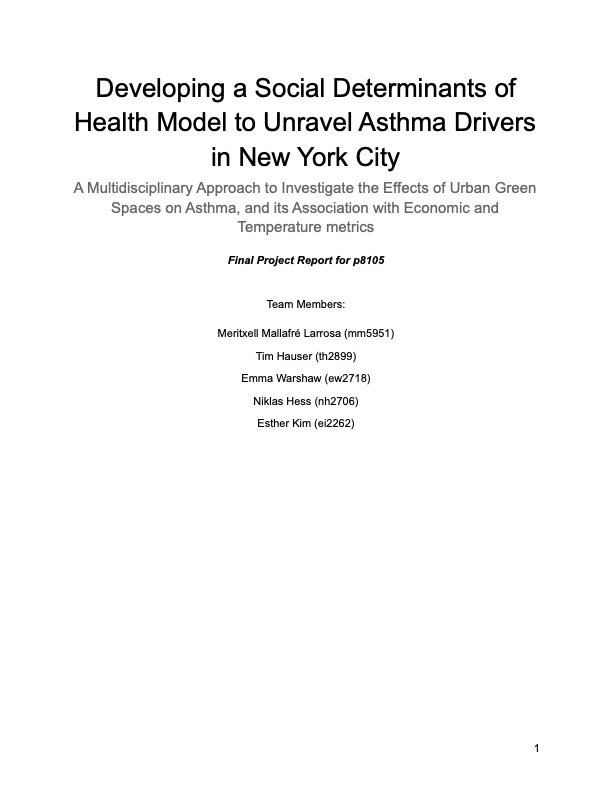 Developing a Social Determinants of
Health Model to Unravel Asthma Drivers
in New York City
A Multidisciplinary Approach to Investigate the Effects of Urban Green
Spaces on Asthma, and its Association with Economic and
Temperature metrics
Final Project Report for p8105
Team Members:
Meritxell Mallafré Larrosa (mm5951)
Tim Hauser (th2899)
Emma Warshaw (ew2718)
Niklas Hess (nh2706)
Esther Kim (ei2262)
1